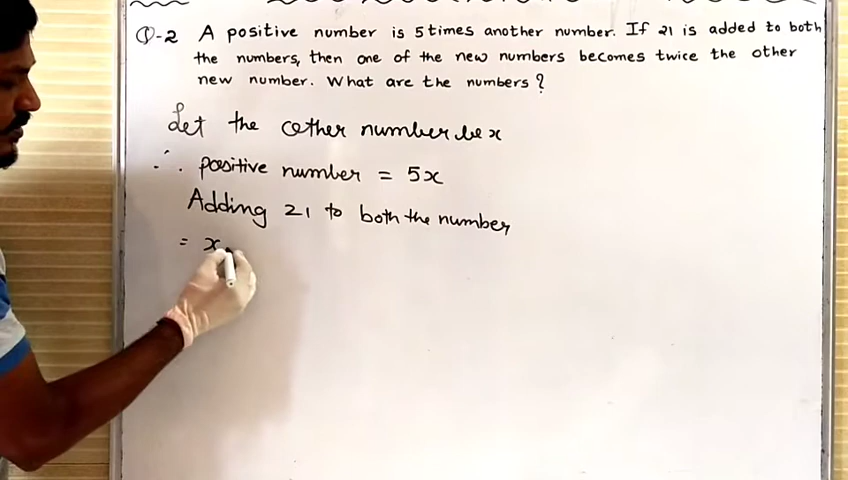 Q-2 A positive number is 5 times another number. If 21 is added to both
the numbers, then one of the new numbers becomes twice the other
new number. What are the numbers?
Let the other number be x
∴ positive number = 5x
Adding 21 to both the number
= x